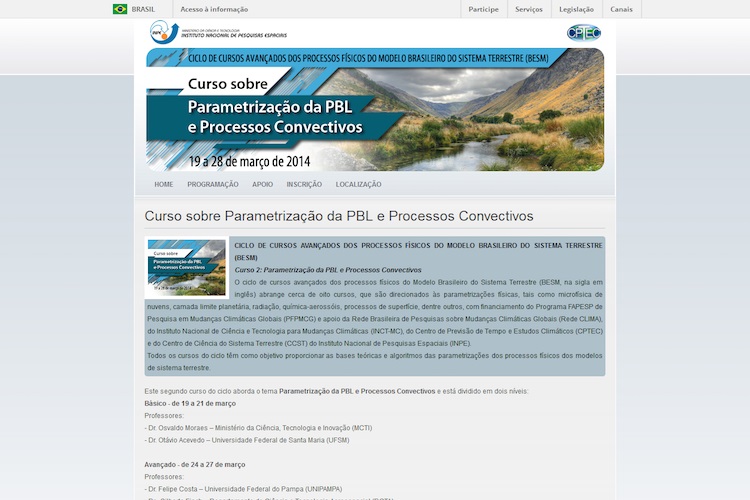 BRASIL
Acesso à informação
Participe
Serviços
Legislação
Canais
INPE
MINISTÉRIO DA CIÊNCIA E TECNOLOGIA
INSTITUTO NACIONAL DE PESQUISAS ESPACIAIS
CPTEC
CICLO DE CURSOS AVANÇADOS DOS PROCESSOS FÍSICOS DO MODELO BRASILEIRO DO SISTEMA TERRESTRE (BESM)
Curso sobre
Parametrização da PBL
e Processos Convectivos
19 a 28 de março de 2014
HOME
PROGRAMAÇÃO
APOIO
INSCRIÇÃO
LOCALIZAÇÃO
Curso sobre Parametrização da PBL e Processos Convectivos
Curso sobre
Parametrização da PBL
e Processos Convectivos
CICLO DE CURSOS AVANÇADOS DOS PROCESSOS FÍSICOS DO MODELO BRASILEIRO DO SISTEMA TERRESTRE
(BESM)
Curso 2: Parametrização da PBL e Processos Convectivos
O ciclo de cursos avançados dos processos físicos do Modelo Brasileiro do Sistema Terrestre (BESM, na sigla em
inglês) abrange cerca de oito cursos, que são direcionados às parametrizações físicas, tais como microfísica de
nuvens, camada limite planetária, radiação, química-aerossóis, processos de superfície, dentre outros, com financiamento do Programa FAPESP de
Pesquisa em Mudanças Climáticas Globais (PFPMCG) e apoio da Rede Brasileira de Pesquisas sobre Mudanças Climáticas Globais (Rede CLIMA),
do Instituto Nacional de Ciência e Tecnologia para Mudanças Climáticas (INCT-MC), do Centro de Previsão de Tempo e Estudos Climáticos (CPTEC)
e do Centro de Ciência do Sistema Terrestre (CCST) do Instituto Nacional de Pesquisas Espaciais (INPE).
Todos os cursos do ciclo têm como objetivo proporcionar as bases teóricas e algoritmos das parametrizações dos processos físicos dos modelos
de sistema terrestre.
Este segundo curso do ciclo aborda o tema Parametrização da PBL e Processos Convectivos e está dividido em dois níveis:
Básico - de 19 a 21 de março
Professores:
- Dr. Osvaldo Moraes – Ministério da Ciência, Tecnologia e Inovação (MCTI)
- Dr. Otávio Acevedo – Universidade Federal de Santa Maria (UFSM)
Avançado - de 24 a 27 de março
Professores:
- Dr. Felipe Costa – Universidade Federal do Pampa (UNIPAMPA)